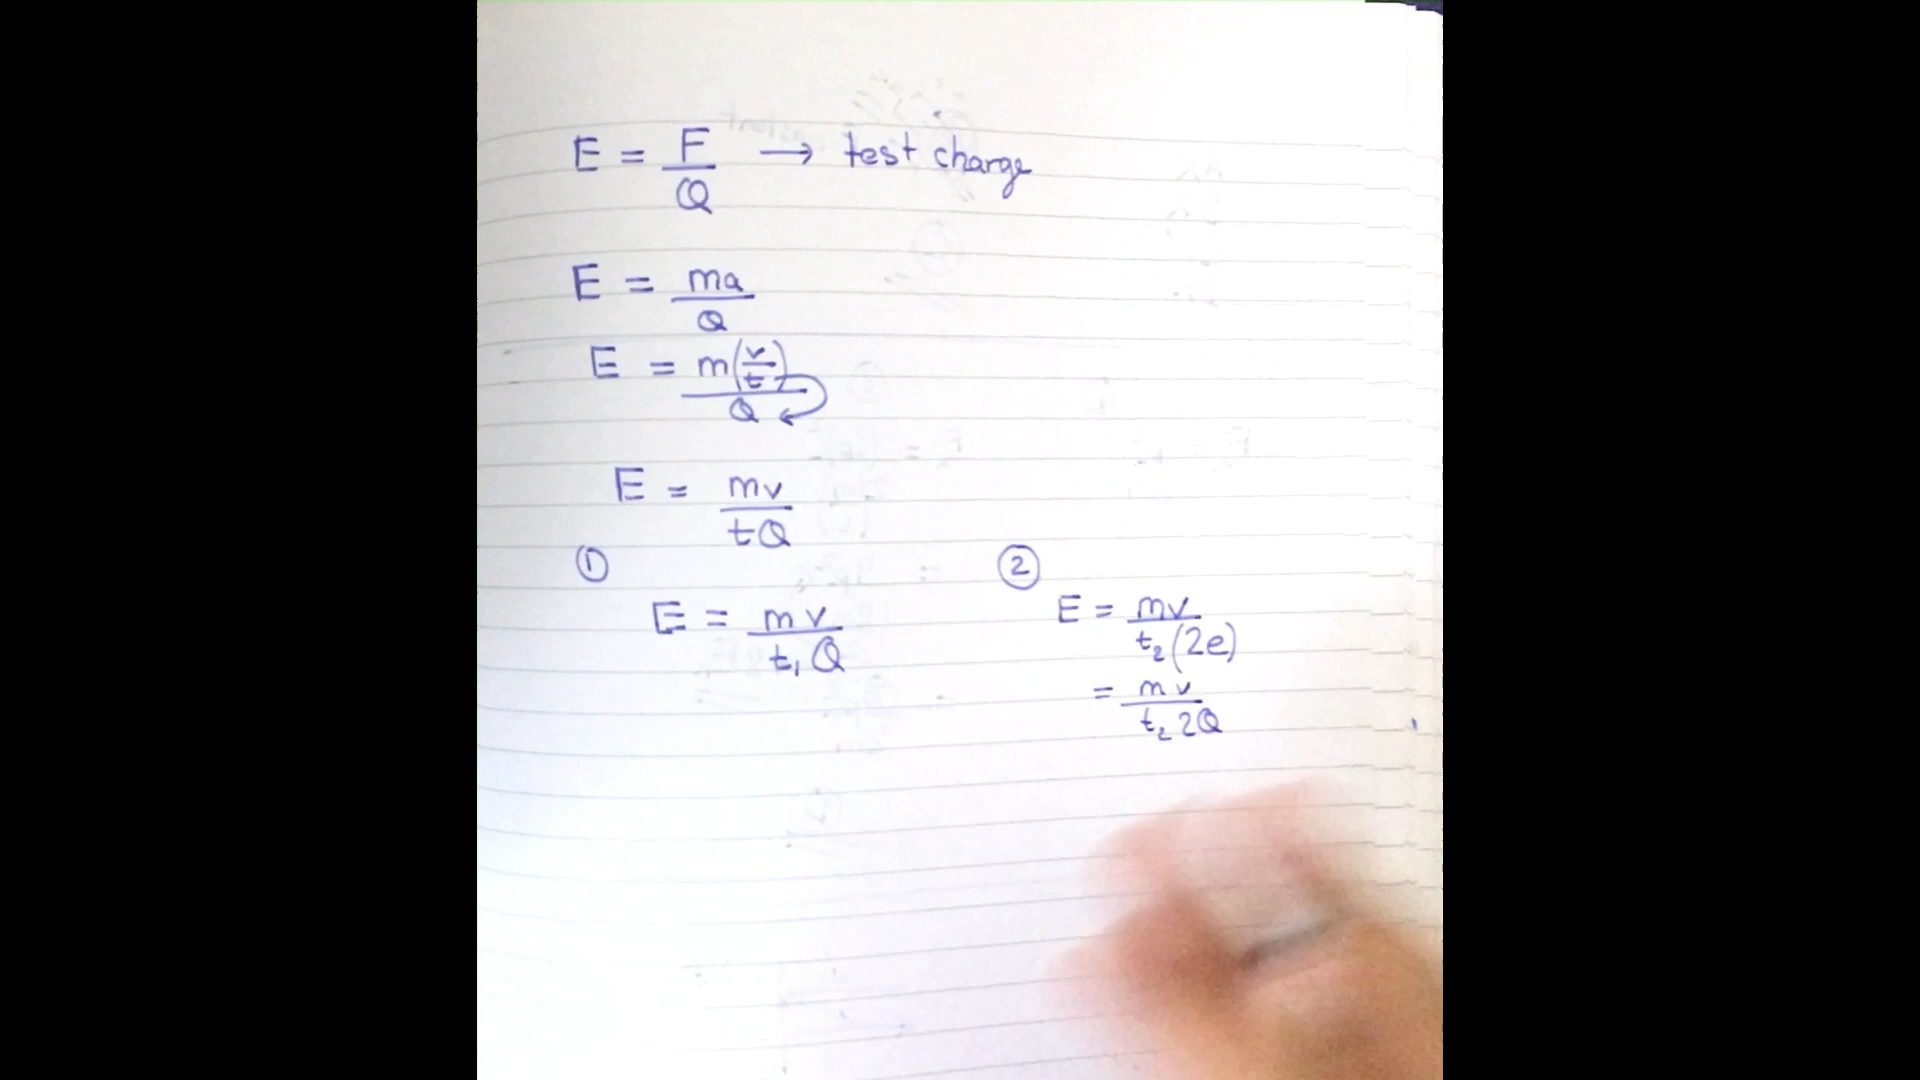 E = F/Q → test charge
E = ma/Q
E = m(v/t)/Q
E = mv/tQ
①
E = mv/t₁Q
②
E = mv/t₂(2e)
= mv/t₂2Q